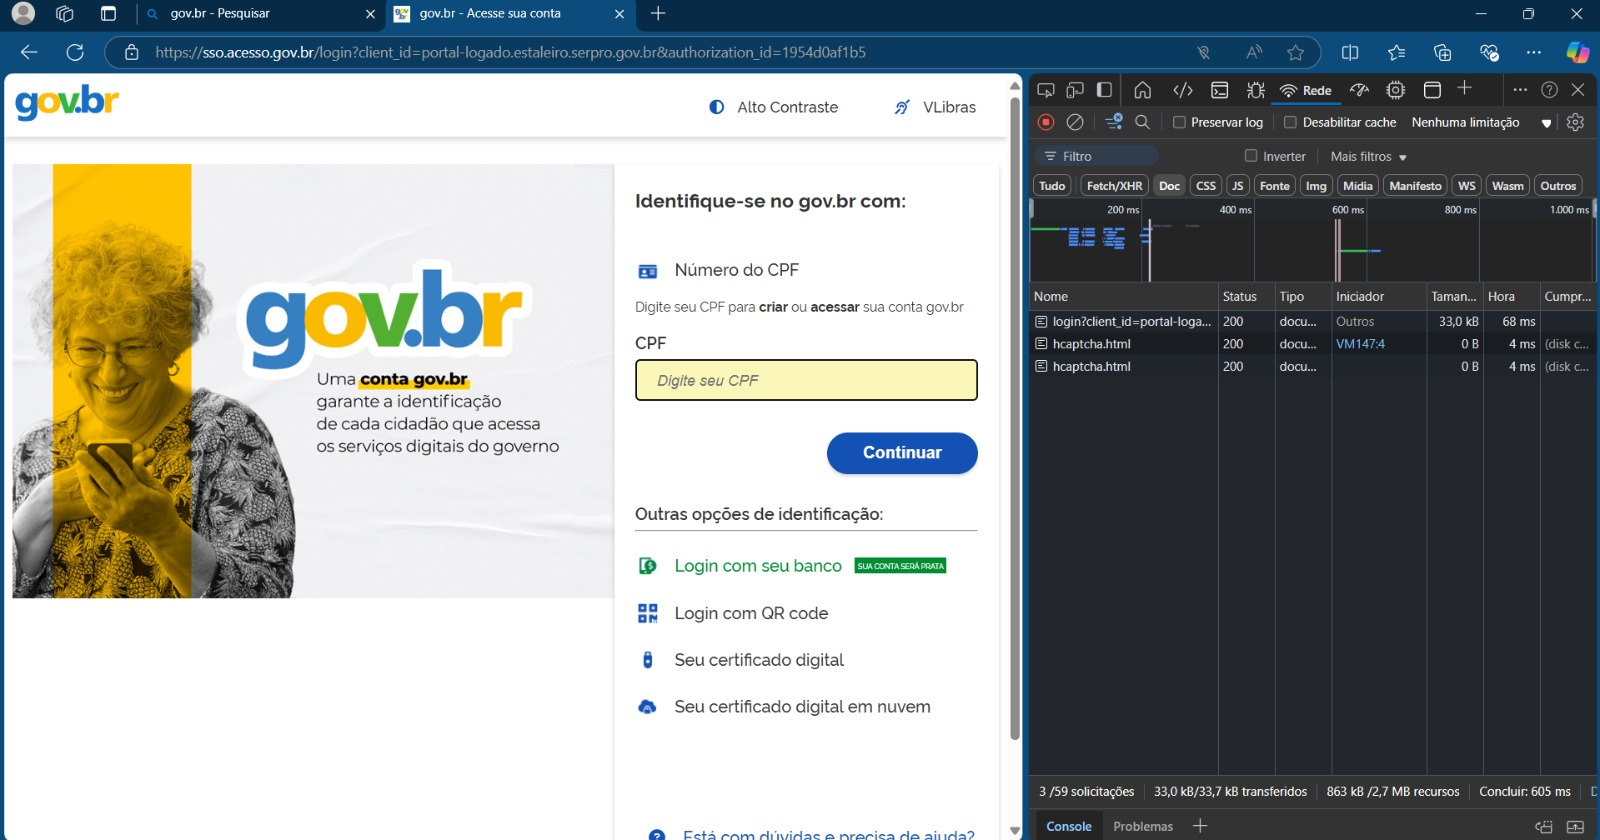 gov.br - Pesquisar
gov.br - Acesse sua conta
https://sso.acesso.gov.br/login?client_id=portal-logado.estaleiro.serpro.gov.br&authorization_id=1954d0af1b5
gov.br
Alto Contraste
VLibras
gov.br
Uma conta gov.br
garante a identificação
de cada cidadão que acessa
os serviços digitais do governo
Identifique-se no gov.br com:
Número do CPF
Digite seu CPF para criar ou acessar sua conta gov.br
CPF
Digite seu CPF
Continuar
Outras opções de identificação:
Login com seu banco SUA CONTA SERÁ PRATA
Login com QR code
Seu certificado digital
Seu certificado digital em nuvem
Está com dúvidas e precisa de ajuda?
Rede
Preservar log Desabilitar cache Nenhuma limitação
Filtro Inverter Mais filtros
Tudo Fetch/XHR Doc CSS JS Fonte Img Mídia Manifesto WS Wasm Outros
200 ms 400 ms 600 ms 800 ms 1.000 ms
Nome Status Tipo Iniciador Taman... Hora Cumpr...
login?client_id=portal-loga... 200 docu... Outros 33,0 kB 68 ms
hcaptcha.html 200 docu... VM147:4 0 B 4 ms (disk c...
hcaptcha.html 200 docu... 0 B 4 ms (disk c...
3 /59 solicitações 33,0 kB/33,7 kB transferidos 863 kB /2,7 MB recursos Concluir: 605 ms
Console Problemas